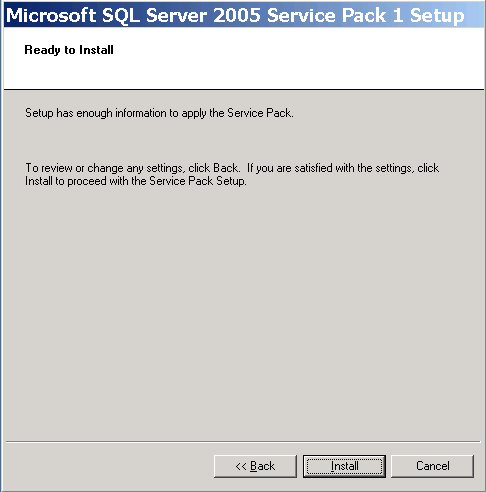 Microsoft SQL Server 2005 Service Pack 1 Setup
Ready to Install
Setup has enough information to apply the Service Pack.
To review or change any settings, click Back. If you are satisfied with the settings, click
Install to proceed with the Service Pack Setup.
<< Back Install Cancel